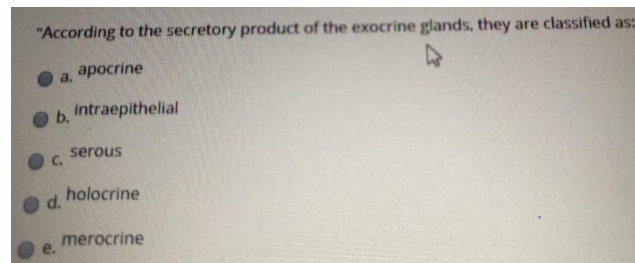 "According to the secretory product of the exocrine glands, they are classified as:
a. apocrine
b. intraepithelial
c. serous
d. holocrine
e. merocrine